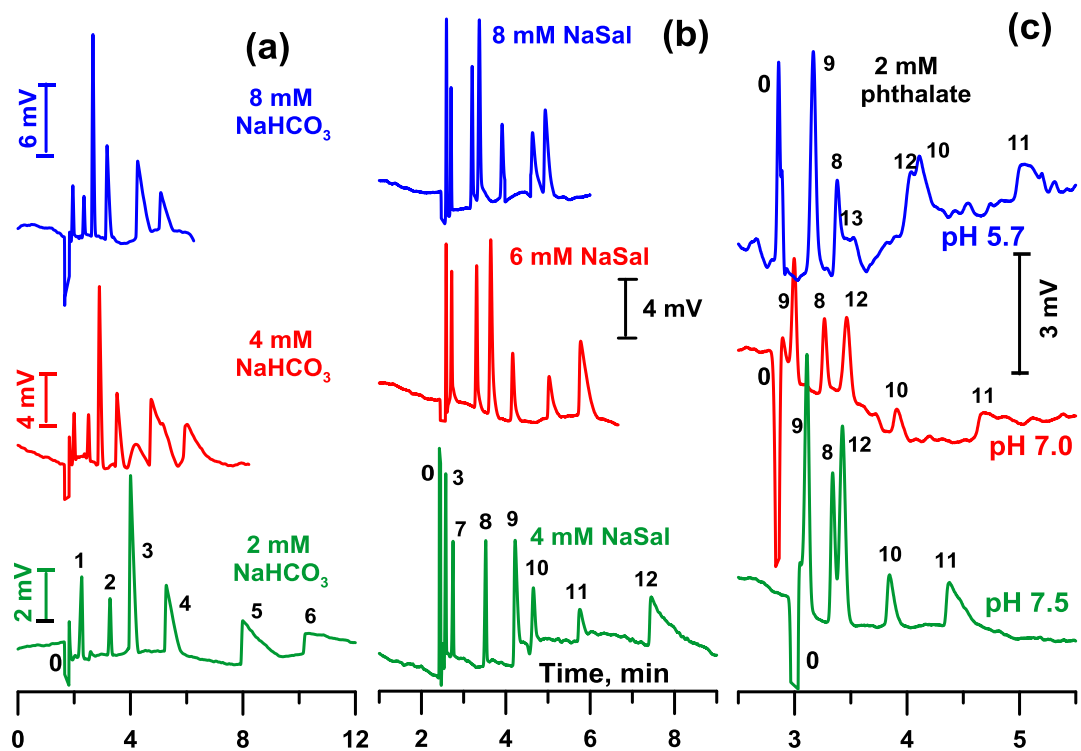 (a)
6 mV
8 mM
NaHCO₃
4 mV
4 mM
NaHCO₃
2 mV
2 mM
NaHCO₃
0
1
2
3
4
5
6
0
4
8
12
(b)
8 mM NaSal
6 mM NaSal
4 mV
4 mM NaSal
0
3
7
8
9
10
11
12
Time, min
2
4
6
8
(c)
2 mM
phthalate
0
9
8
13
12
10
11
pH 5.7
3 mV
0
9
8
12
10
11
pH 7.0
0
9
8
12
10
11
pH 7.5
3
4
5